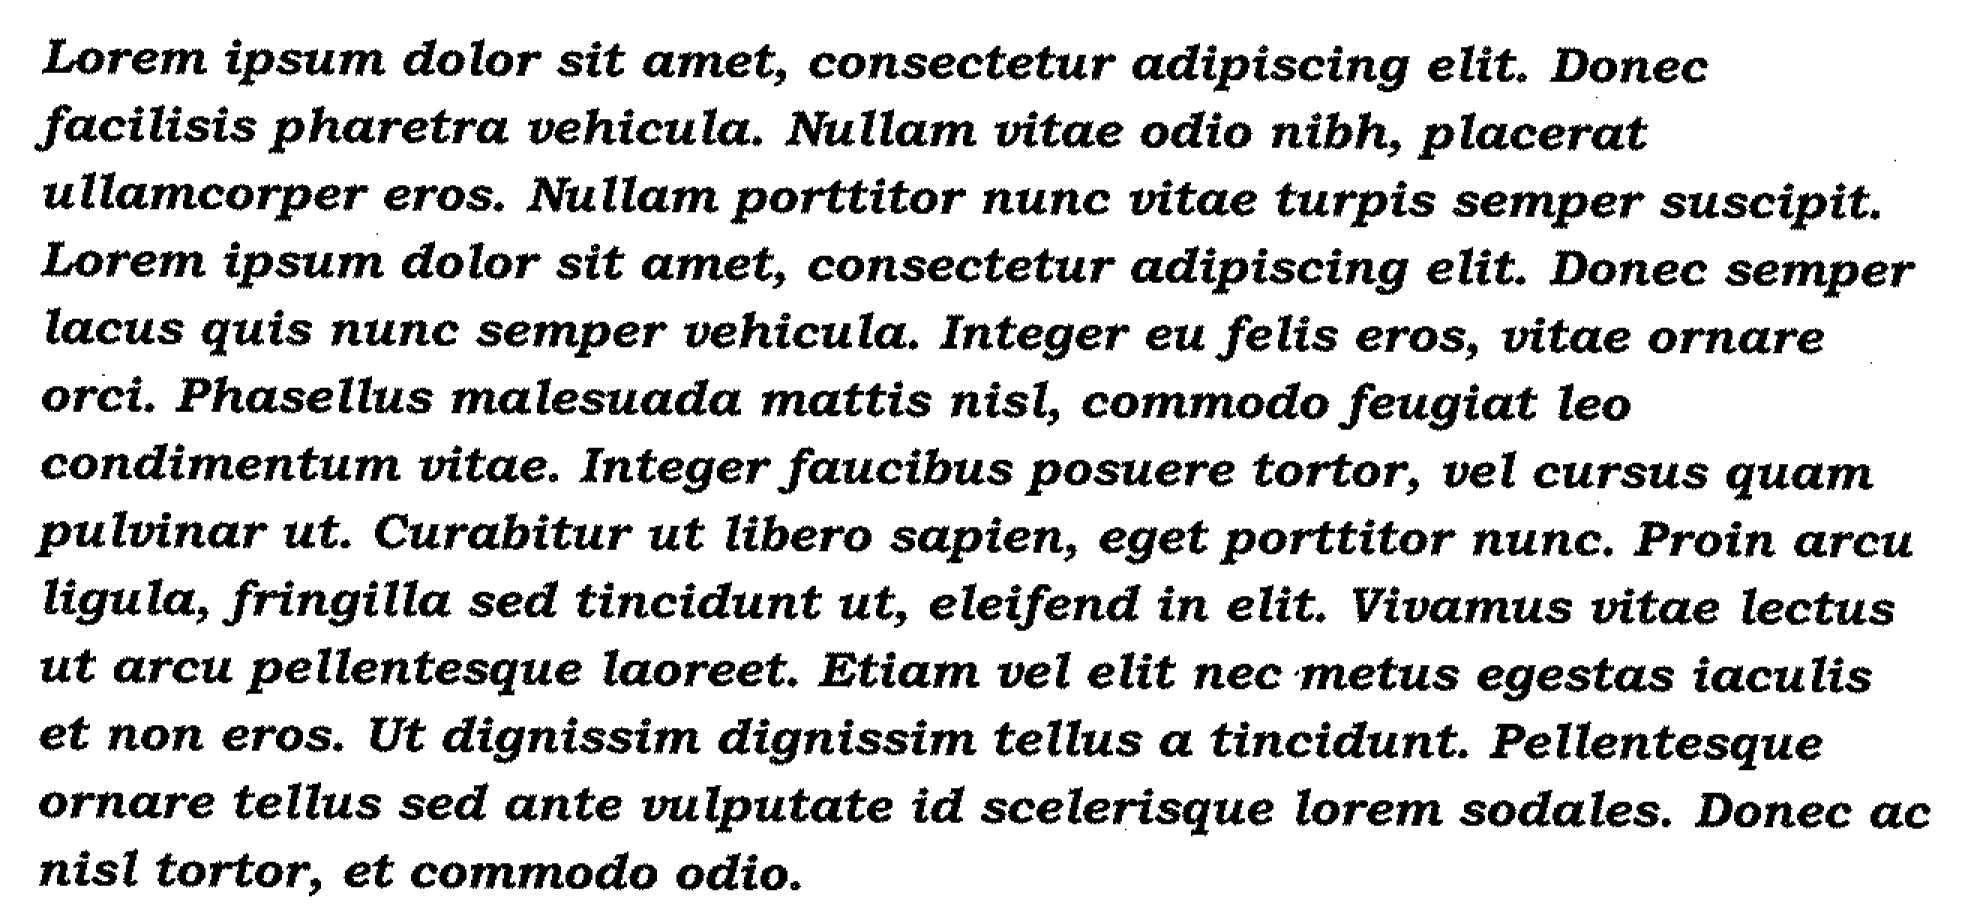 Lorem ipsum dolor sit amet, consectetur adipiscing elit. Donec
facilisis pharetra vehicula. Nullam vitae odio nibh, placerat
ullamcorper eros. Nullam porttitor nunc vitae turpis semper suscipit.
Lorem ipsum dolor sit amet, consectetur adipiscing elit. Donec semper
lacus quis nunc semper vehicula. Integer eu felis eros, vitae ornare
orci. Phasellus malesuada mattis nisl, commodo feugiat leo
condimentum vitae. Integer faucibus posuere tortor, vel cursus quam
pulvinar ut. Curabitur ut libero sapien, eget porttitor nunc. Proin arcu
ligula, fringilla sed tincidunt ut, eleifend in elit. Vivamus vitae lectus
ut arcu pellentesque laoreet. Etiam vel elit nec metus egestas iaculis
et non eros. Ut dignissim dignissim tellus a tincidunt. Pellentesque
ornare tellus sed ante vulputate id scelerisque lorem sodales. Donec ac
nisl tortor, et commodo odio.